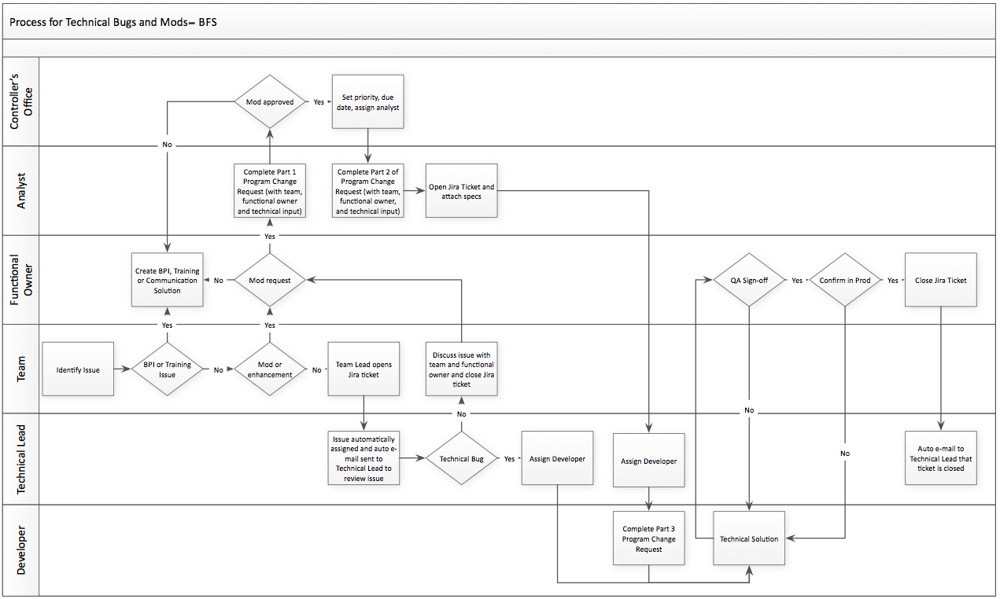 Process for Technical Bugs and Mods– BFS
Controller's
Office
Mod approved
Yes
Set priority, due
date, assign analyst
No
Analyst
Complete Part 1
Program Change
Request (with team,
functional owner
and technical input)
Complete Part 2 of
Program Change
Request (with team,
functional owner,
and technical input)
Open Jira Ticket and
attach specs
Yes
Functional
Owner
Create BPI, Training
or Communication
Solution
No
Mod request
QA Sign-off
Yes
Confirm in Prod
Yes
Close Jira Ticket
Yes
Yes
Team
Identify Issue
BPI or Training
Issue
No
Mod or
enhancement
No
Team Lead opens
Jira ticket
Discuss issue with
team and functional
owner and close Jira
ticket
No
No
Technical Lead
Issue automatically
assigned and auto e-
mail sent to
Technical Lead to
review issue
Technical Bug
Yes
Assign Developer
Assign Developer
No
Auto e-mail to
Technical Lead that
ticket is closed
Developer
Complete Part 3
Program Change
Request
Technical Solution